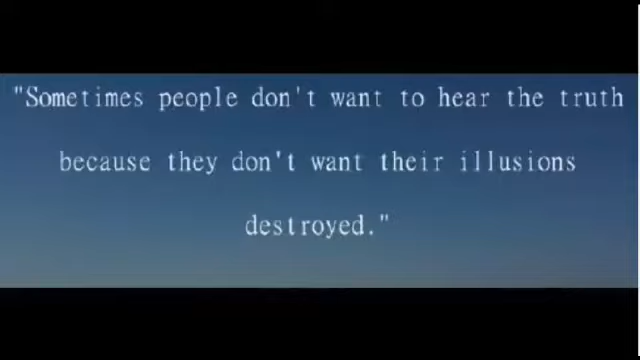 "Sometimes people don't want to hear the truth
because they don't want their illusions
destroyed."